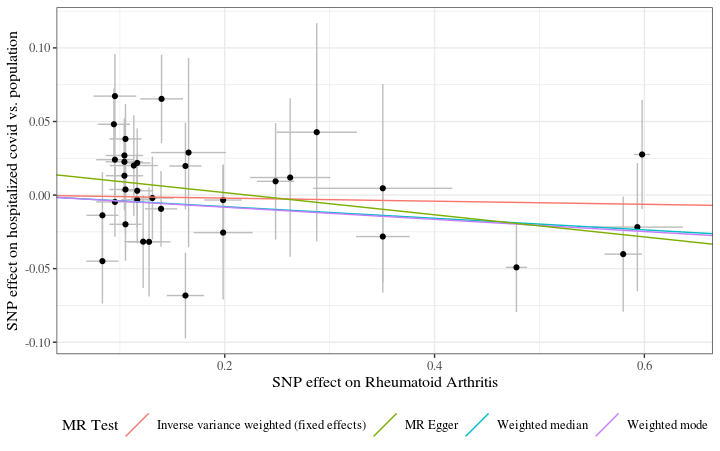 SNP effect on hospitalized covid vs. population
0.10
0.05
0.00
-0.05
-0.10
0.2
0.4
0.6
SNP effect on Rheumatoid Arthritis
MR Test
Inverse variance weighted (fixed effects)
MR Egger
Weighted median
Weighted mode